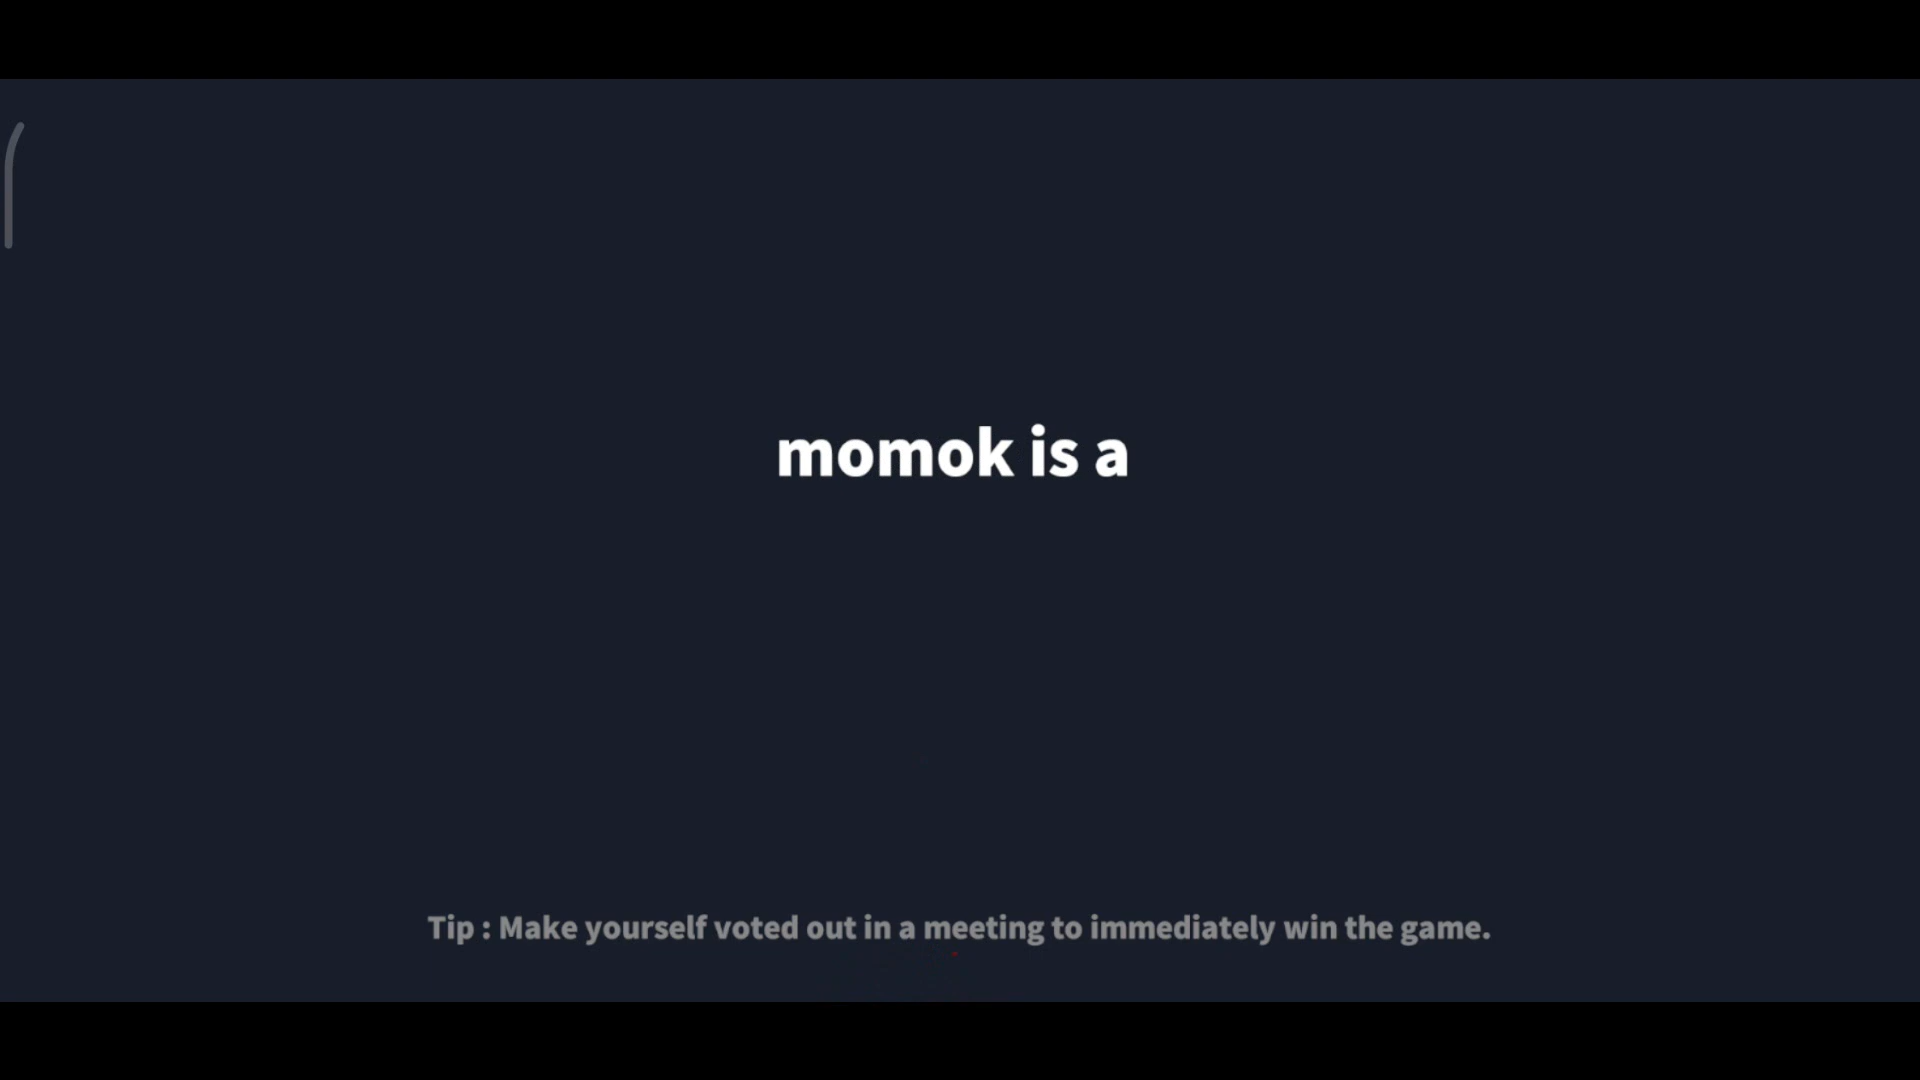 momok is a
Tip : Make yourself voted out in a meeting to immediately win the game.